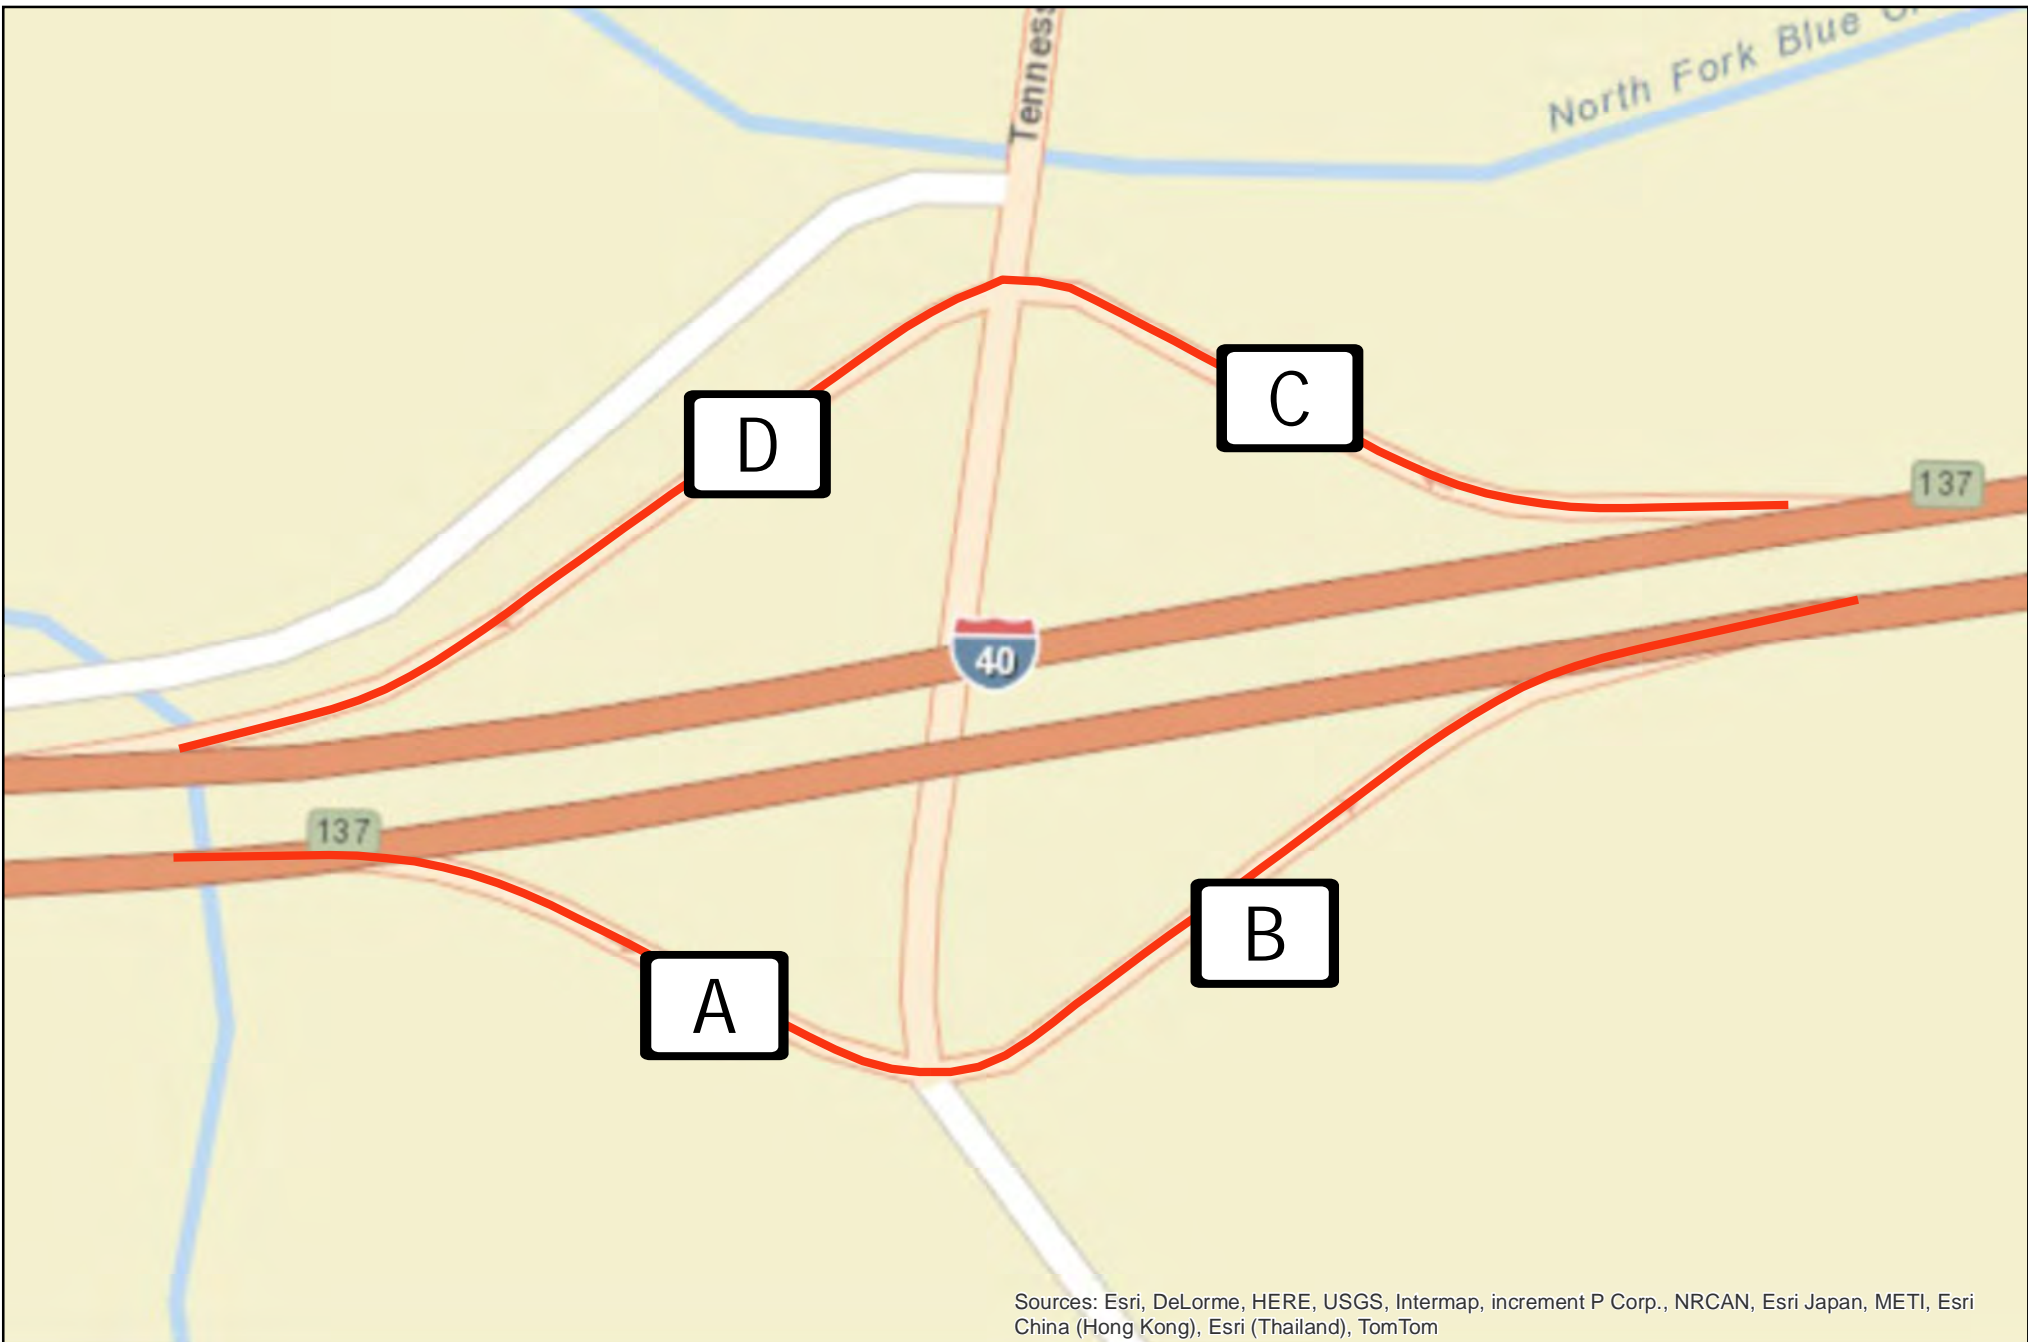 Tenness
North Fork Blue
C
D
137
40
137
B
A
Sources: Esri, DeLorme, HERE, USGS, Intermap, increment P Corp., NRCAN, Esri Japan, METI, Esri
China (Hong Kong), Esri (Thailand), TomTom